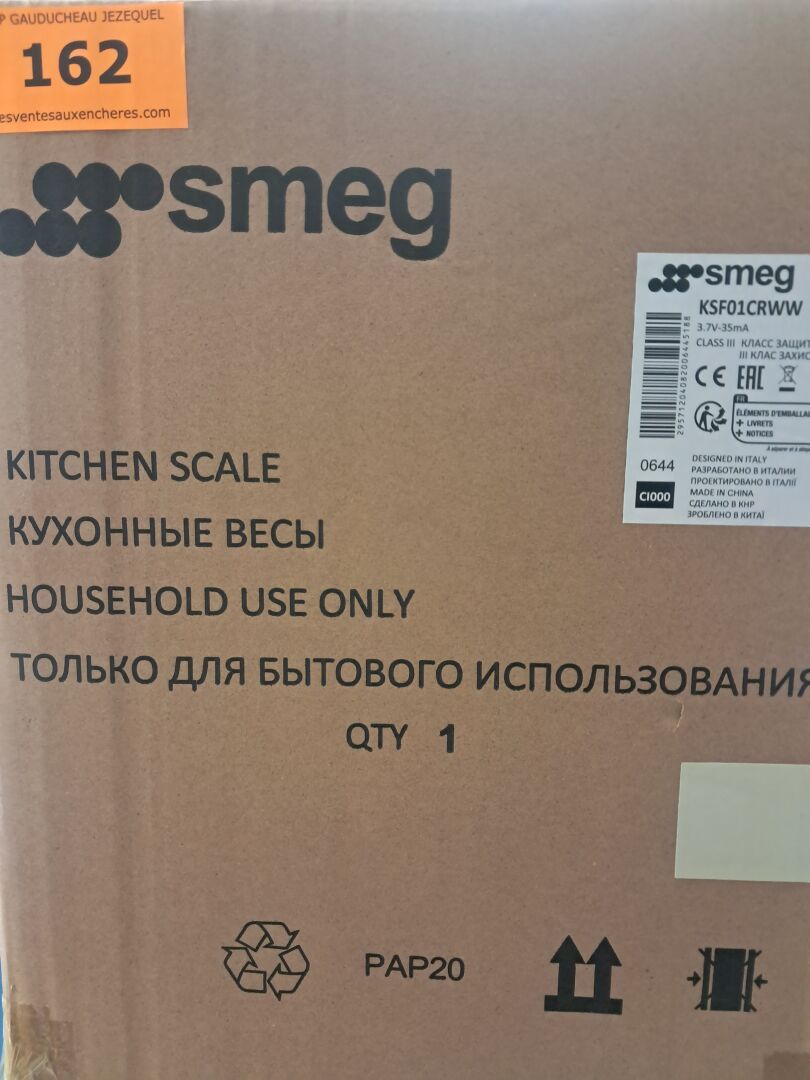 P GAUDUCHEAU JEZEQUEL
162
esventesauxencheres.com
smeg
smeg
KSF01CRWW
3.7V-35mA
CLASS III КЛАСС ЗАЩИТ
III КЛАС ЗАХИС
CE EAC
FR
ÉLÉMENTS D'EMBALLA
+ LIVRETS
+ NOTICES
0644
CI000
DESIGNED IN ITALY
РАЗРАБОТАНО В ИТАЛИИ
ПРОЕКТИРОВАНО В ІТАЛІЇ
MADE IN CHINA
СДЕЛАНО В КНР
ЗРОБЛЕНО В КИТАЇ
KITCHEN SCALE
КУХОННЫЕ ВЕСЫ
HOUSEHOLD USE ONLY
ТОЛЬКО ДЛЯ БЫТОВОГО ИСПОЛЬЗОВАНИЯ
QTY 1
PAP20